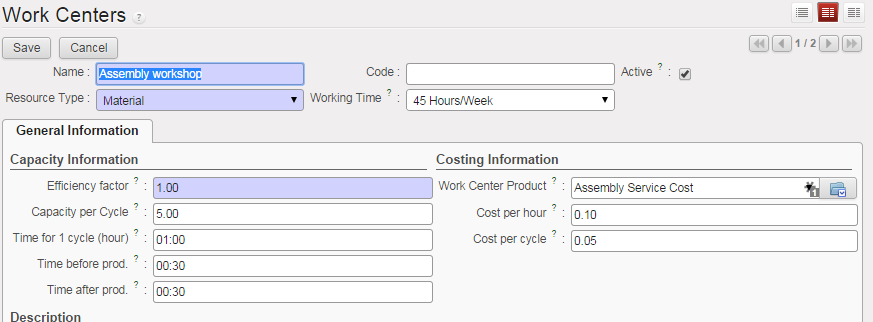 Work Centers ?
Save Cancel 1 / 2
Name : Assembly workshop Code : Active ? :
Resource Type : Material Working Time ? : 45 Hours/Week
General Information
Capacity Information Costing Information
Efficiency factor ? : 1.00 Work Center Product ? : Assembly Service Cost
Capacity per Cycle ? : 5.00 Cost per hour ? : 0.10
Time for 1 cycle (hour) ? : 01:00 Cost per cycle ? : 0.05
Time before prod. ? : 00:30
Time after prod. ? : 00:30
Description